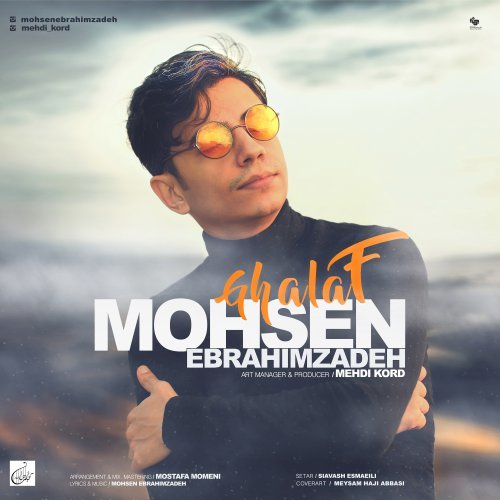 mohsenebrahimzadeh
mehdi_kord
GhalaF
MOHSEN
EBRAHIMZADEH
ART MANAGER & PRODUCER / MEHDI KORD
ARRANGEMENT & MIX , MASTERING / MOSTAFA MOMENI
LYRICS & MUSIC / MOHSEN EBRAHIMZADEH
SETAR / SIAVASH ESMAEILI
COVERART / MEYSAM HAJI ABBASI